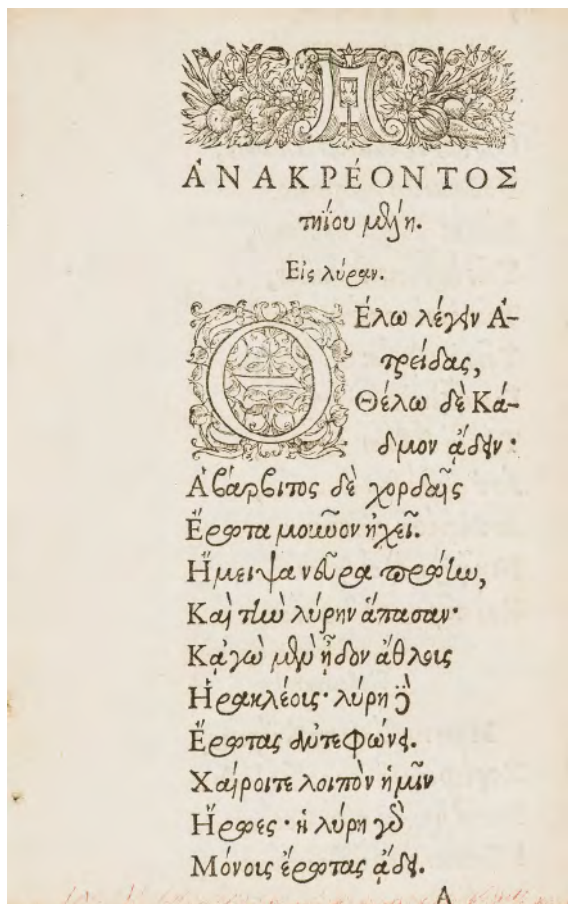 ἈΝΑΚΡΈΟΝΤΟΣ
τηΐου μέλη.
Εἰς λύραν.
Θέλω λέγειν Ἀ-
τρείδας,
Θέλω δὲ Κά-
δμον ᾄδειν·
Ἁ βάρβιτος δὲ χορδαῖς
Ἔρωτα μοῦνον ἠχεῖ.
Ἤμειψα νεῦρα πρώην,
Καὶ τὴν λύρην ἅπασαν·
Κἀγὼ μὲν ᾖδον ἄθλους
Ἡρακλέους· λύρη δὲ
Ἔρωτας ἀντεφώνει.
Χαίροιτε λοιπὸν ἡμῖν
Ἥρωες· ἡ λύρη γὰρ
Μόνους ἔρωτας ᾄδει.
A